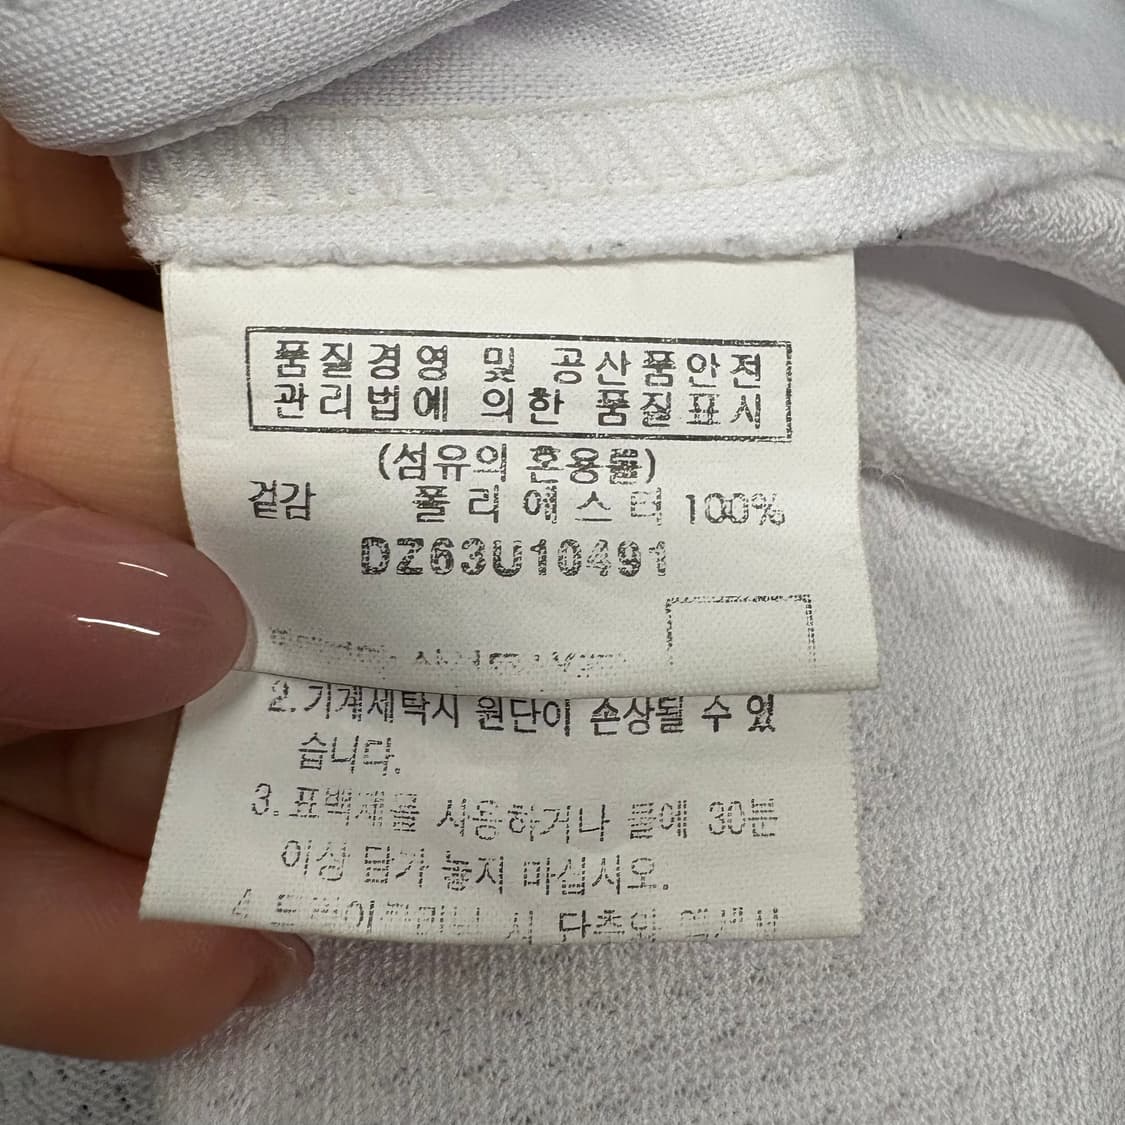 품질경영 및 공산품안전
관리법에 의한 품질표시
(섬유의 혼용률)
겉감 폴리에스터 100%
DZ63U10491
2.기계세탁시 원단이 손상될 수 있
습니다.
3.표백제를 사용하거나 물에 30분
이상 담가 놓지 마십시오.
4. 단추와